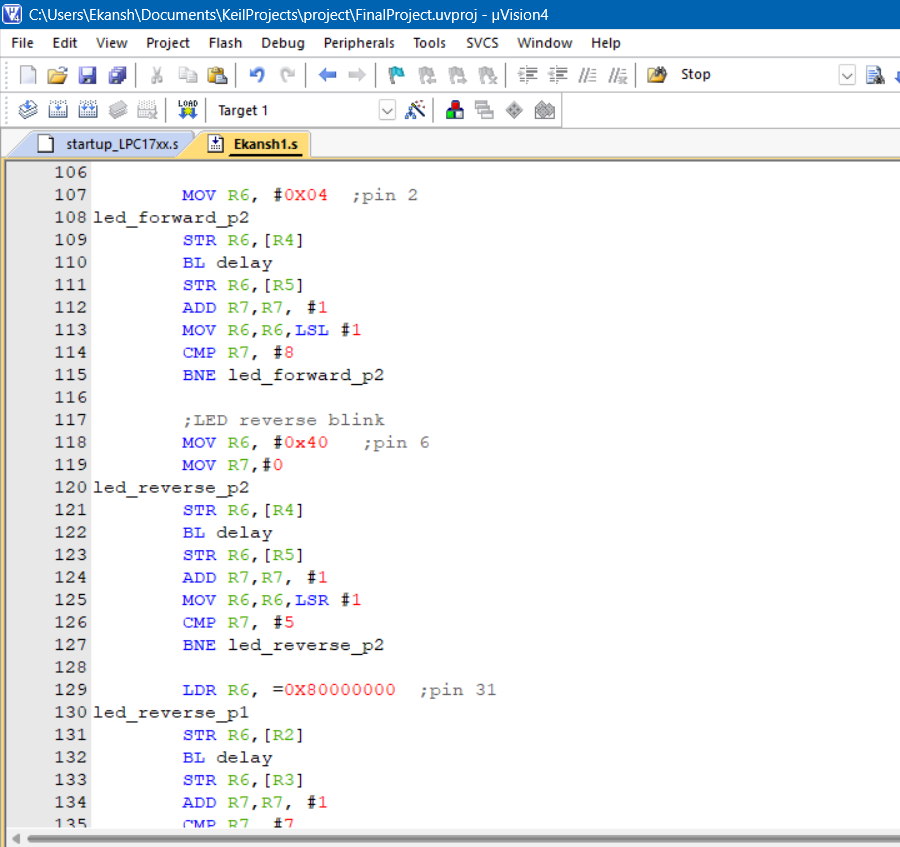 C:\Users\Ekansh\Documents\KeilProjects\project\FinalProject.uvproj - µVision4
File Edit View Project Flash Debug Peripherals Tools SVCS Window Help
Stop
LOAD Target 1
startup_LPC17xx.s Ekansh1.s
106
107 MOV R6, #0X04 ;pin 2
108 led_forward_p2
109 STR R6,[R4]
110 BL delay
111 STR R6,[R5]
112 ADD R7,R7, #1
113 MOV R6,R6,LSL #1
114 CMP R7, #8
115 BNE led_forward_p2
116
117 ;LED reverse blink
118 MOV R6, #0x40 ;pin 6
119 MOV R7,#0
120 led_reverse_p2
121 STR R6,[R4]
122 BL delay
123 STR R6,[R5]
124 ADD R7,R7, #1
125 MOV R6,R6,LSR #1
126 CMP R7, #5
127 BNE led_reverse_p2
128
129 LDR R6, =0X80000000 ;pin 31
130 led_reverse_p1
131 STR R6,[R2]
132 BL delay
133 STR R6,[R3]
134 ADD R7,R7, #1
135 CMP R7, #7